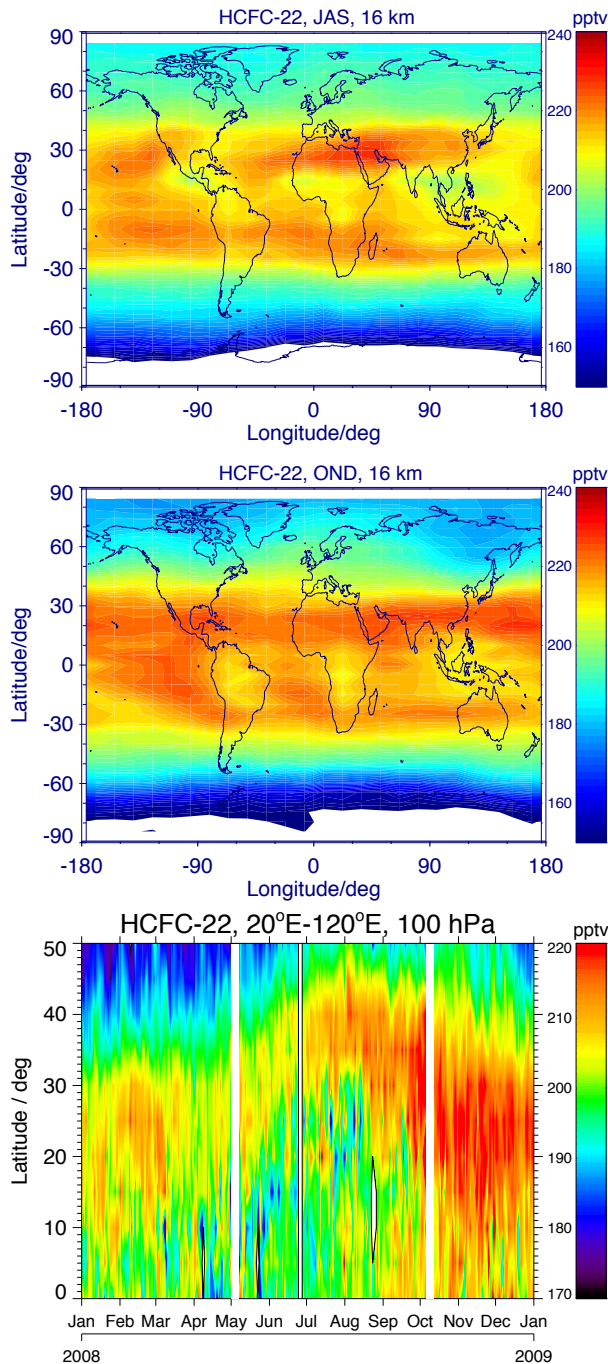 HCFC-22, JAS, 16 km
pptv
90
60
30
0
-30
-60
-90
Latitude/deg
-180 -90 0 90 180
Longitude/deg
240
220
200
180
160
HCFC-22, OND, 16 km
pptv
90
60
30
0
-30
-60
-90
Latitude/deg
-180 -90 0 90 180
Longitude/deg
240
220
200
180
160
HCFC-22, 20°E-120°E, 100 hPa
pptv
50
40
30
20
10
0
Latitude / deg
Jan Feb Mar Apr May Jun Jul Aug Sep Oct Nov Dec Jan
2008 2009
220
210
200
190
180
170